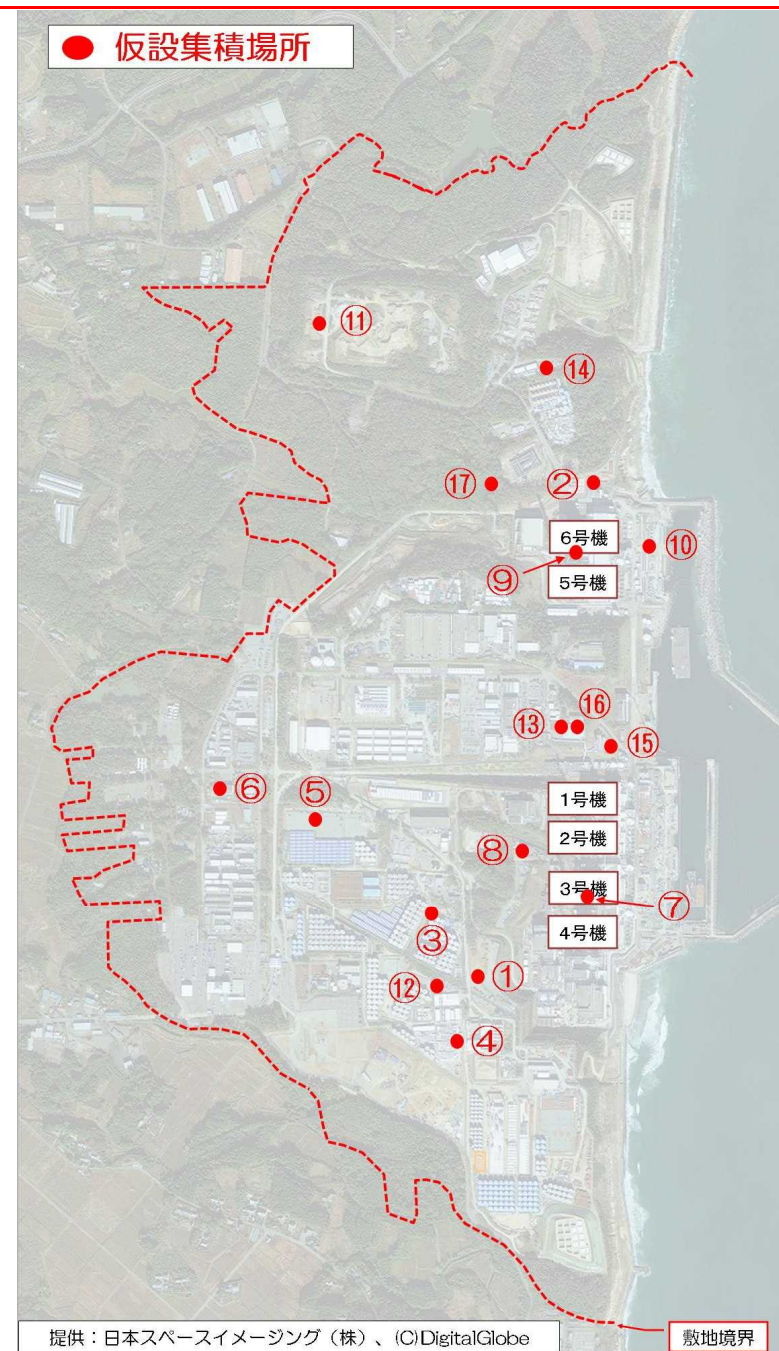 ● 仮設集積場所
⑪
⑭
⑰
②
6号機
⑩
⑨
5号機
⑯
⑬
⑮
⑥
⑤
1号機
2号機
⑧
3号機
⑦
③
4号機
①
⑫
④
提供：日本スペースイメージング（株）、(C)DigitalGlobe
敷地境界